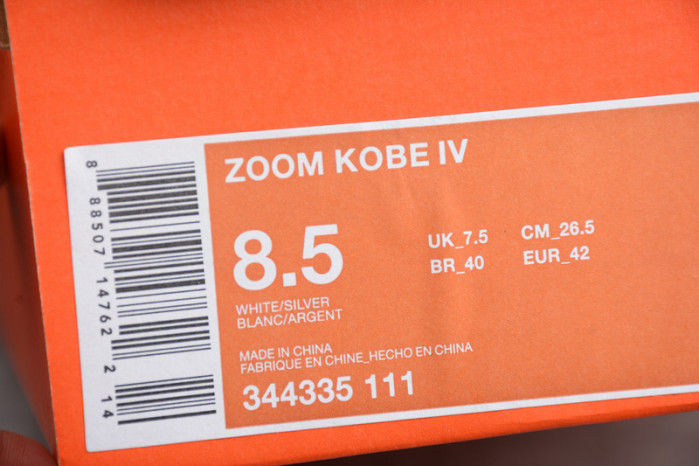 ZOOM KOBE IV
8.5
UK_7.5 CM_26.5
BR_40 EUR_42
WHITE/SILVER
BLANC/ARGENT
MADE IN CHINA
FABRIQUE EN CHINE_HECHO EN CHINA
344335 111
8 88507 14762 2 14